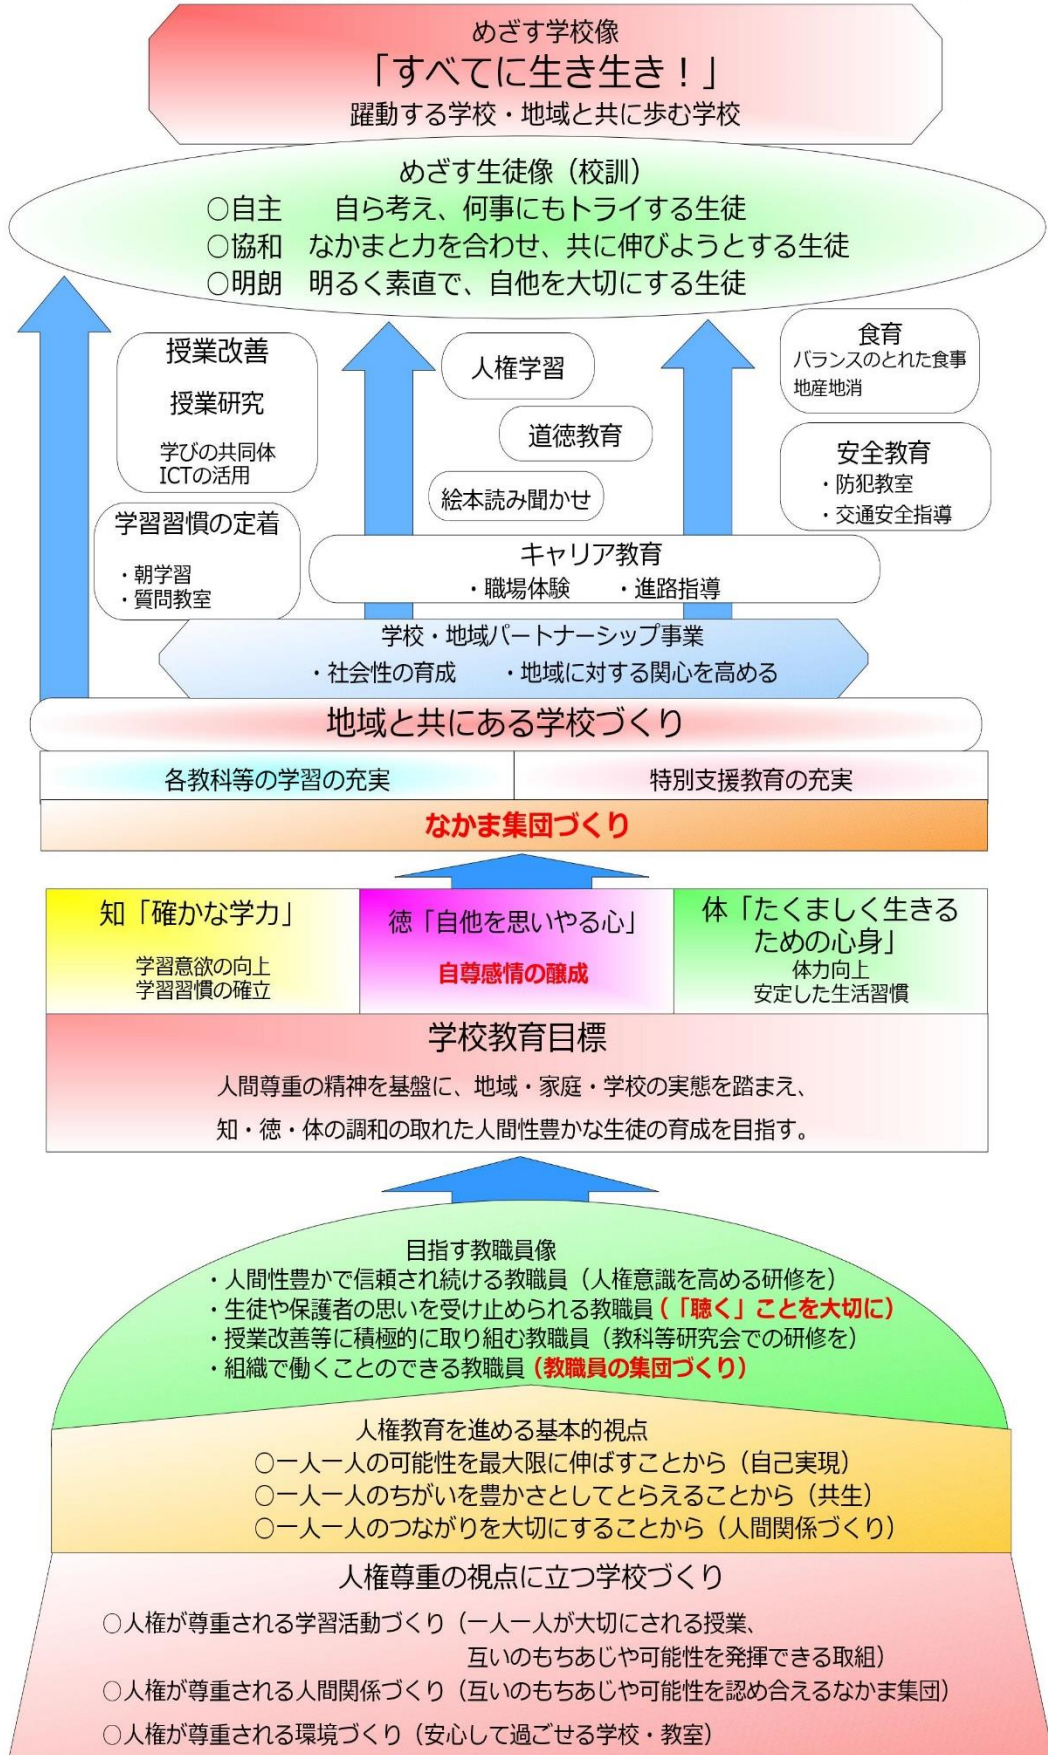 めざす学校像
「すべてに生き生き！」
躍動する学校・地域と共に歩む学校
めざす生徒像（校訓）
○自主　自ら考え、何事にもトライする生徒
○協和　なかまと力を合わせ、共に伸びようとする生徒
○明朗　明るく素直で、自他を大切にする生徒
授業改善
授業研究
学びの共同体
ICTの活用
学習習慣の定着
・朝学習
・質問教室
人権学習
道徳教育
絵本読み聞かせ
食育
バランスのとれた食事
地産地消
安全教育
・防犯教室
・交通安全指導
キャリア教育
・職場体験　・進路指導
学校・地域パートナーシップ事業
・社会性の育成　・地域に対する関心を高める
地域と共にある学校づくり
各教科等の学習の充実
特別支援教育の充実
なかま集団づくり
知「確かな学力」
学習意欲の向上
学習習慣の確立
徳「自他を思いやる心」
自尊感情の醸成
体「たくましく生きる
ための心身」
体力向上
安定した生活習慣
学校教育目標
人間尊重の精神を基盤に、地域・家庭・学校の実態を踏まえ、
知・徳・体の調和の取れた人間性豊かな生徒の育成を目指す。
目指す教職員像
・人間性豊かで信頼され続ける教職員（人権意識を高める研修を）
・生徒や保護者の思いを受け止められる教職員（「聴く」ことを大切に）
・授業改善等に積極的に取り組む教職員（教科等研究会での研修を）
・組織で働くことのできる教職員（教職員の集団づくり）
人権教育を進める基本的視点
○一人一人の可能性を最大限に伸ばすことから（自己実現）
○一人一人のちがいを豊かさとしてとらえることから（共生）
○一人一人のつながりを大切にすることから（人間関係づくり）
人権尊重の視点に立つ学校づくり
○人権が尊重される学習活動づくり（一人一人が大切にされる授業、
互いのもちあじや可能性を発揮できる取組）
○人権が尊重される人間関係づくり（互いのもちあじや可能性を認め合えるなかま集団）
○人権が尊重される環境づくり（安心して過ごせる学校・教室）